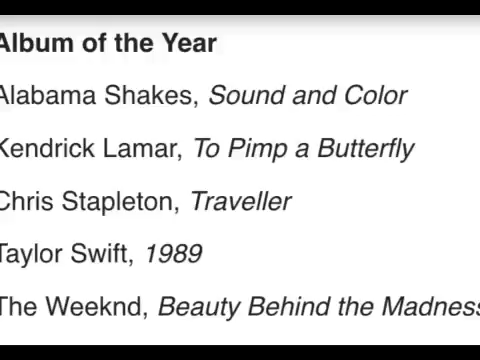 Album of the Year
Alabama Shakes, Sound and Color
Kendrick Lamar, To Pimp a Butterfly
Chris Stapleton, Traveller
Taylor Swift, 1989
The Weeknd, Beauty Behind the Madness